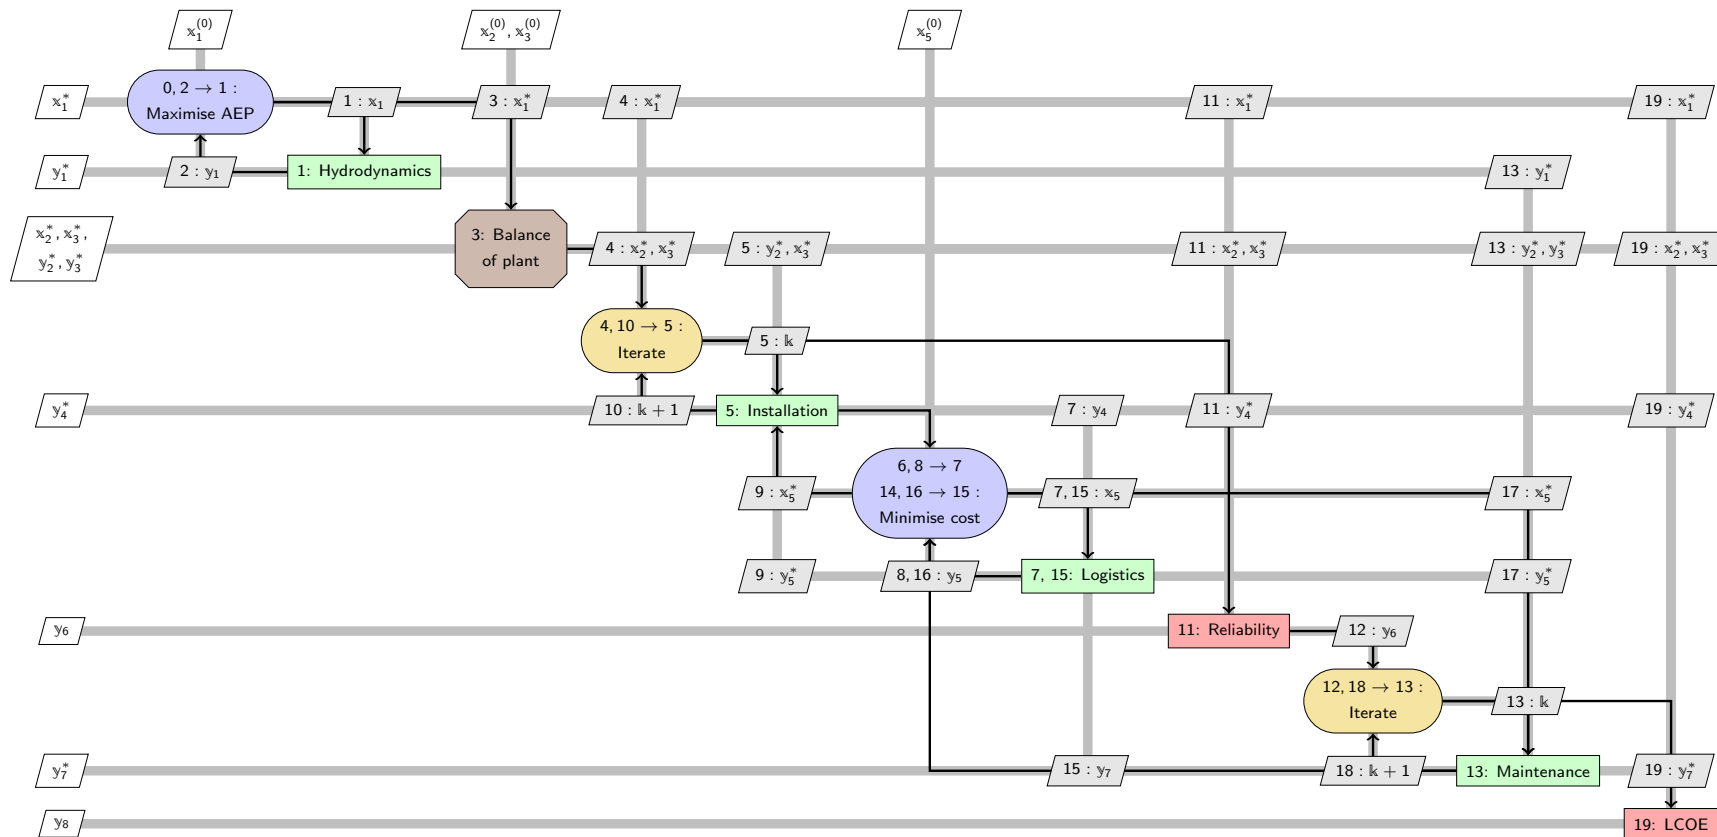 𝕩₁⁽⁰⁾ 𝕩₂⁽⁰⁾, 𝕩₃⁽⁰⁾ 𝕩₅⁽⁰⁾
𝕩₁* 0, 2 → 1 : 1 : 𝕩₁ 3 : 𝕩₁* 4 : 𝕩₁* 11 : 𝕩₁* 19 : 𝕩₁*
Maximise AEP
𝕪₁* 2 : 𝕪₁ 1: Hydrodynamics 13 : 𝕪₁*
𝕩₂*, 𝕩₃*,
𝕪₂*, 𝕪₃*
3: Balance
of plant
4 : 𝕩₂*, 𝕩₃* 5 : 𝕪₂*, 𝕩₃* 11 : 𝕩₂*, 𝕩₃* 13 : 𝕪₂*, 𝕪₃* 19 : 𝕩₂*, 𝕩₃*
4, 10 → 5 :
Iterate
5 : 𝕜
𝕪₄* 10 : 𝕜 + 1 5: Installation 7 : 𝕪₄ 11 : 𝕪₄* 19 : 𝕪₄*
9 : 𝕩₅*
6, 8 → 7
14, 16 → 15 :
Minimise cost
7, 15 : 𝕩₅ 17 : 𝕩₅*
9 : 𝕪₅* 8, 16 : 𝕪₅ 7, 15: Logistics 17 : 𝕪₅*
𝕪₆ 11: Reliability 12 : 𝕪₆
12, 18 → 13 :
Iterate
13 : 𝕜
𝕪₇* 15 : 𝕪₇ 18 : 𝕜 + 1 13: Maintenance 19 : 𝕪₇*
𝕪₈ 19: LCOE